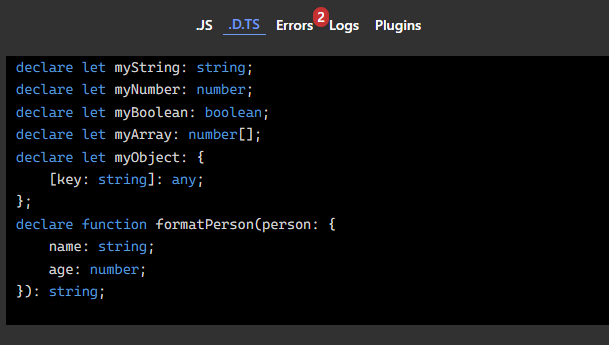 .JS .D.TS Errors 2 Logs Plugins
declare let myString: string;
declare let myNumber: number;
declare let myBoolean: boolean;
declare let myArray: number[];
declare let myObject: {
    [key: string]: any;
};
declare function formatPerson(person: {
    name: string;
    age: number;
}): string;